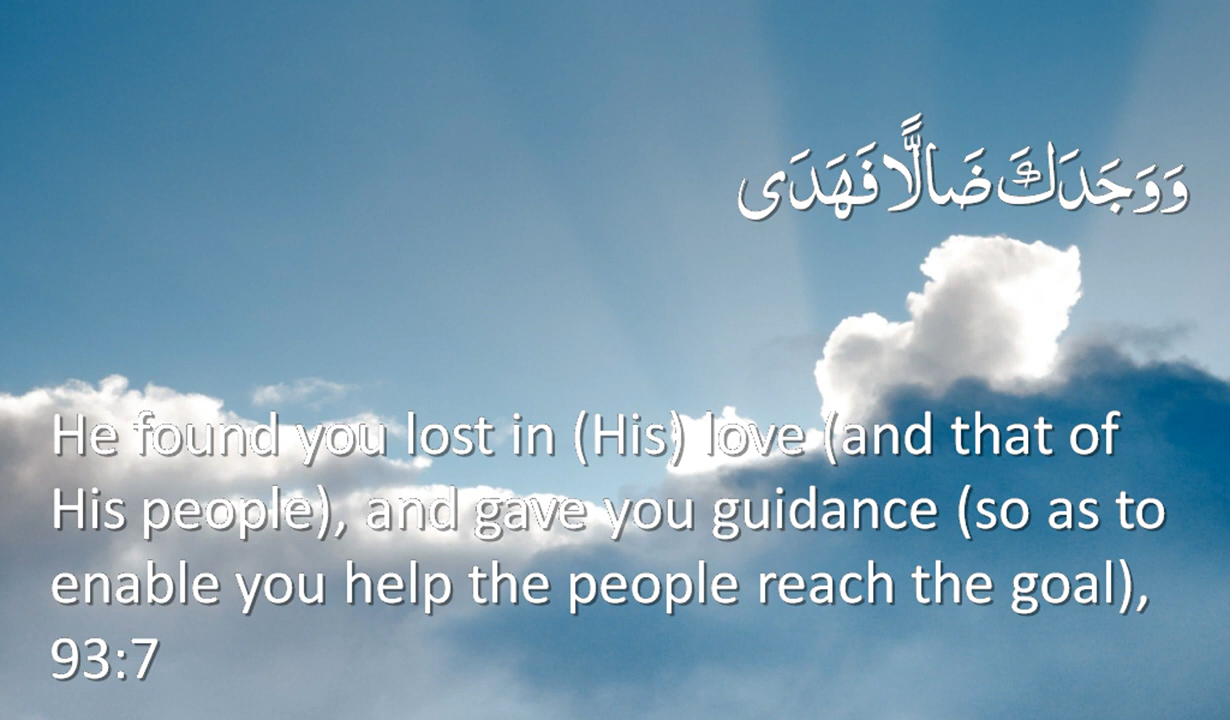 وَوَجَدَكَ ضَالًّا فَهَدَى
He found you lost in (His) love (and that of
His people), and gave you guidance (so as to
enable you help the people reach the goal),
93:7